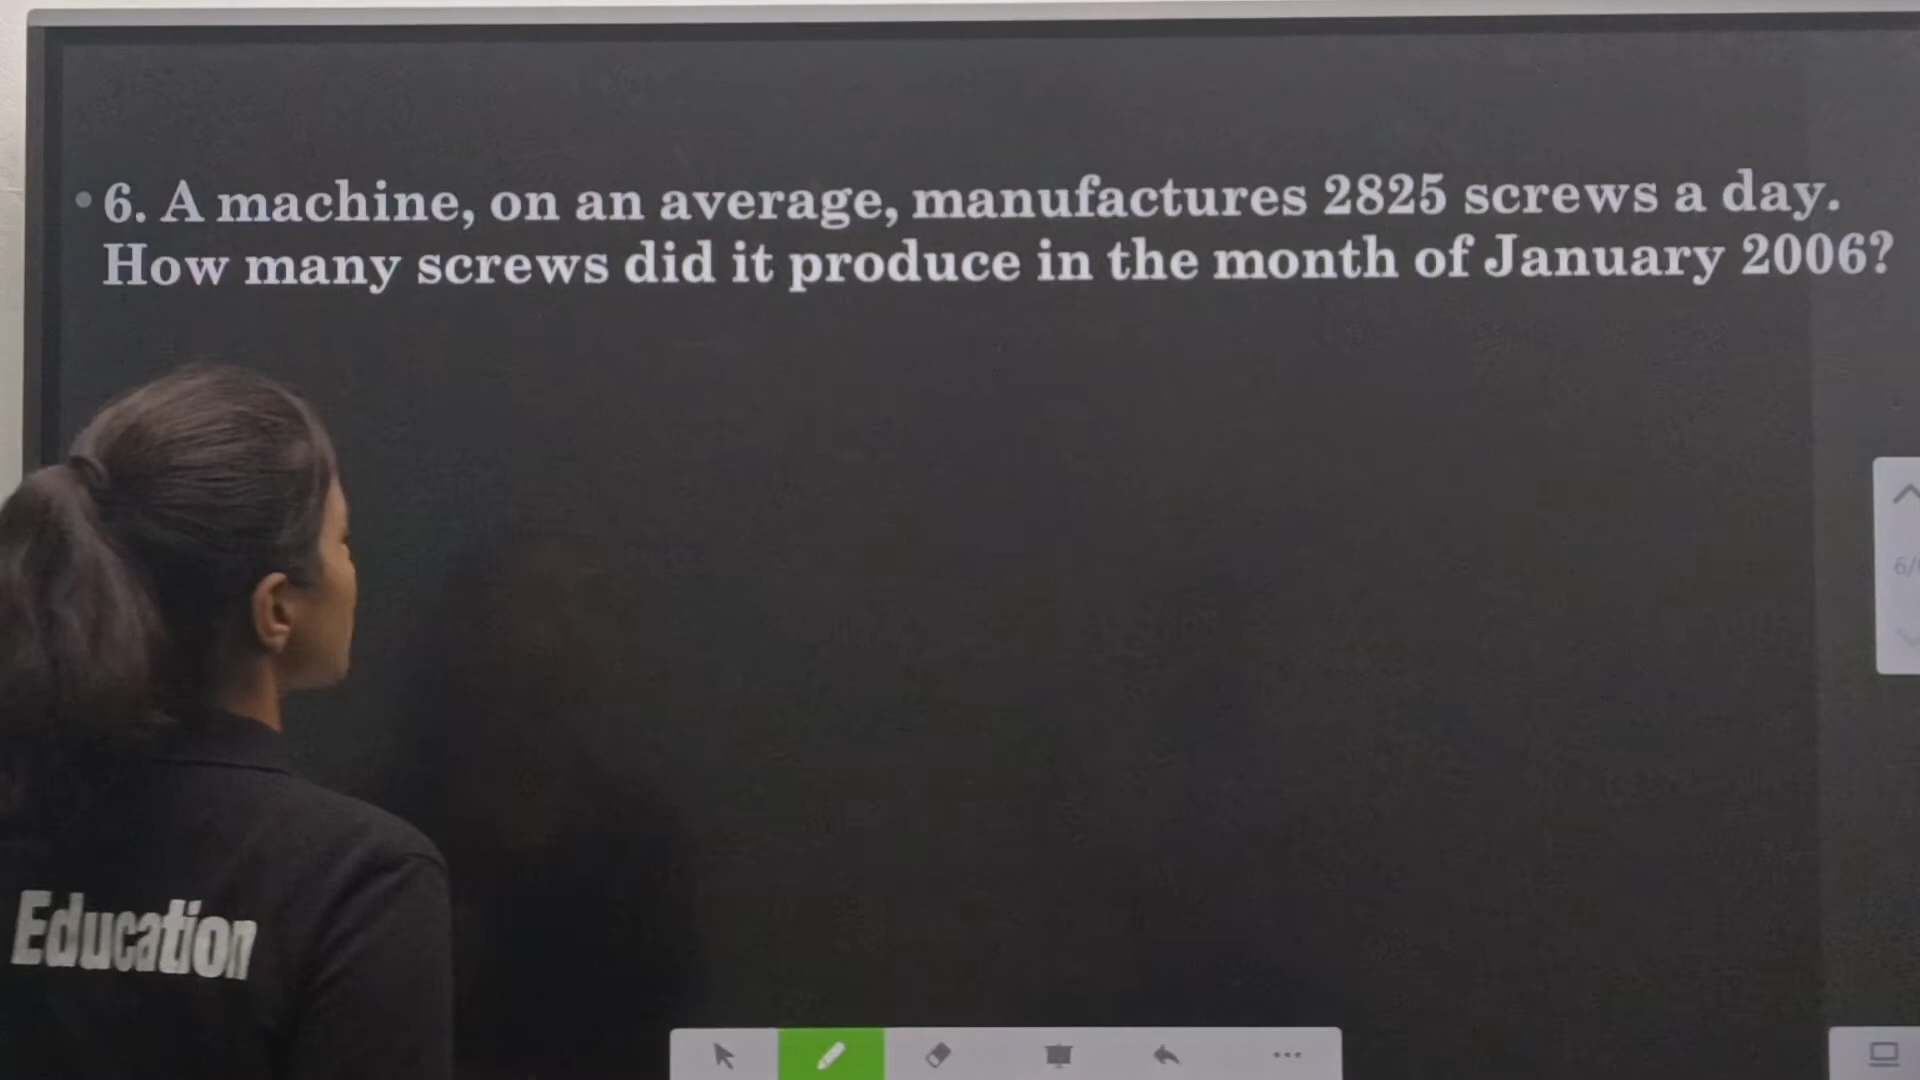 • 6. A machine, on an average, manufactures 2825 screws a day.
How many screws did it produce in the month of January 2006?
Education